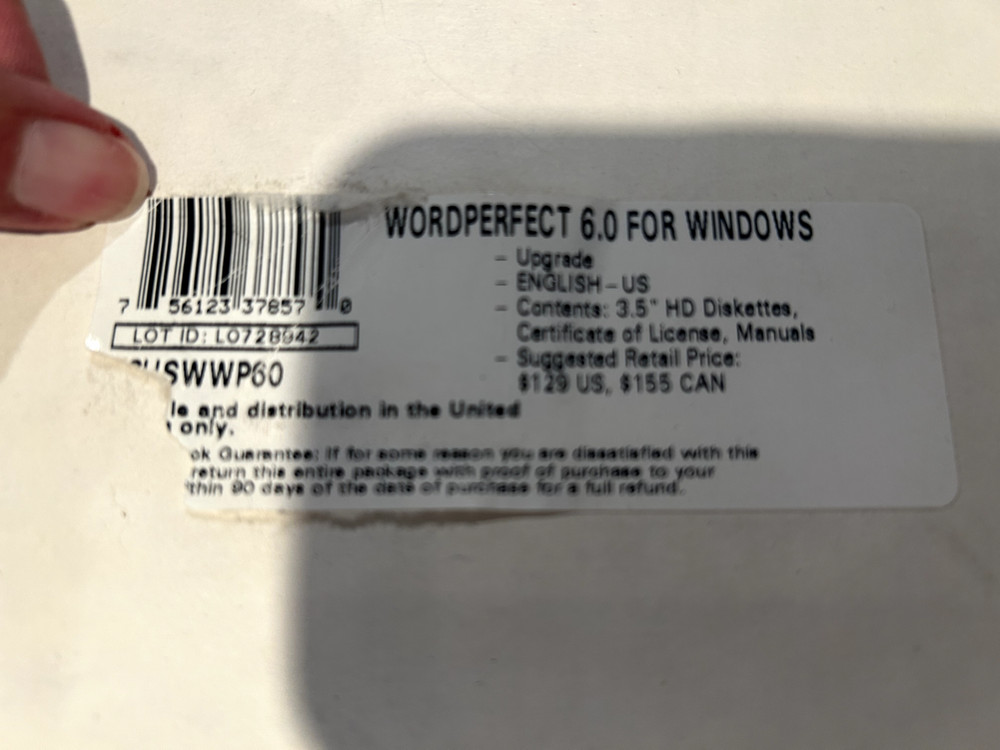 WORDPERFECT 6.0 FOR WINDOWS
- Upgrade
- ENGLISH-US
- Contents: 3.5" HD Diskettes,
Certificate of License, Manuals
- Suggested Retail Price:
$129 US, $155 CAN
7 56123 37857 0
LOT ID: L0728942
USWWP60
le and distribution in the United
only.
ok Guarantee: If for some reason you are dissatisfied with this
return this entire package with proof of purchase to your
thin 90 days of the date of purchase for a full refund.